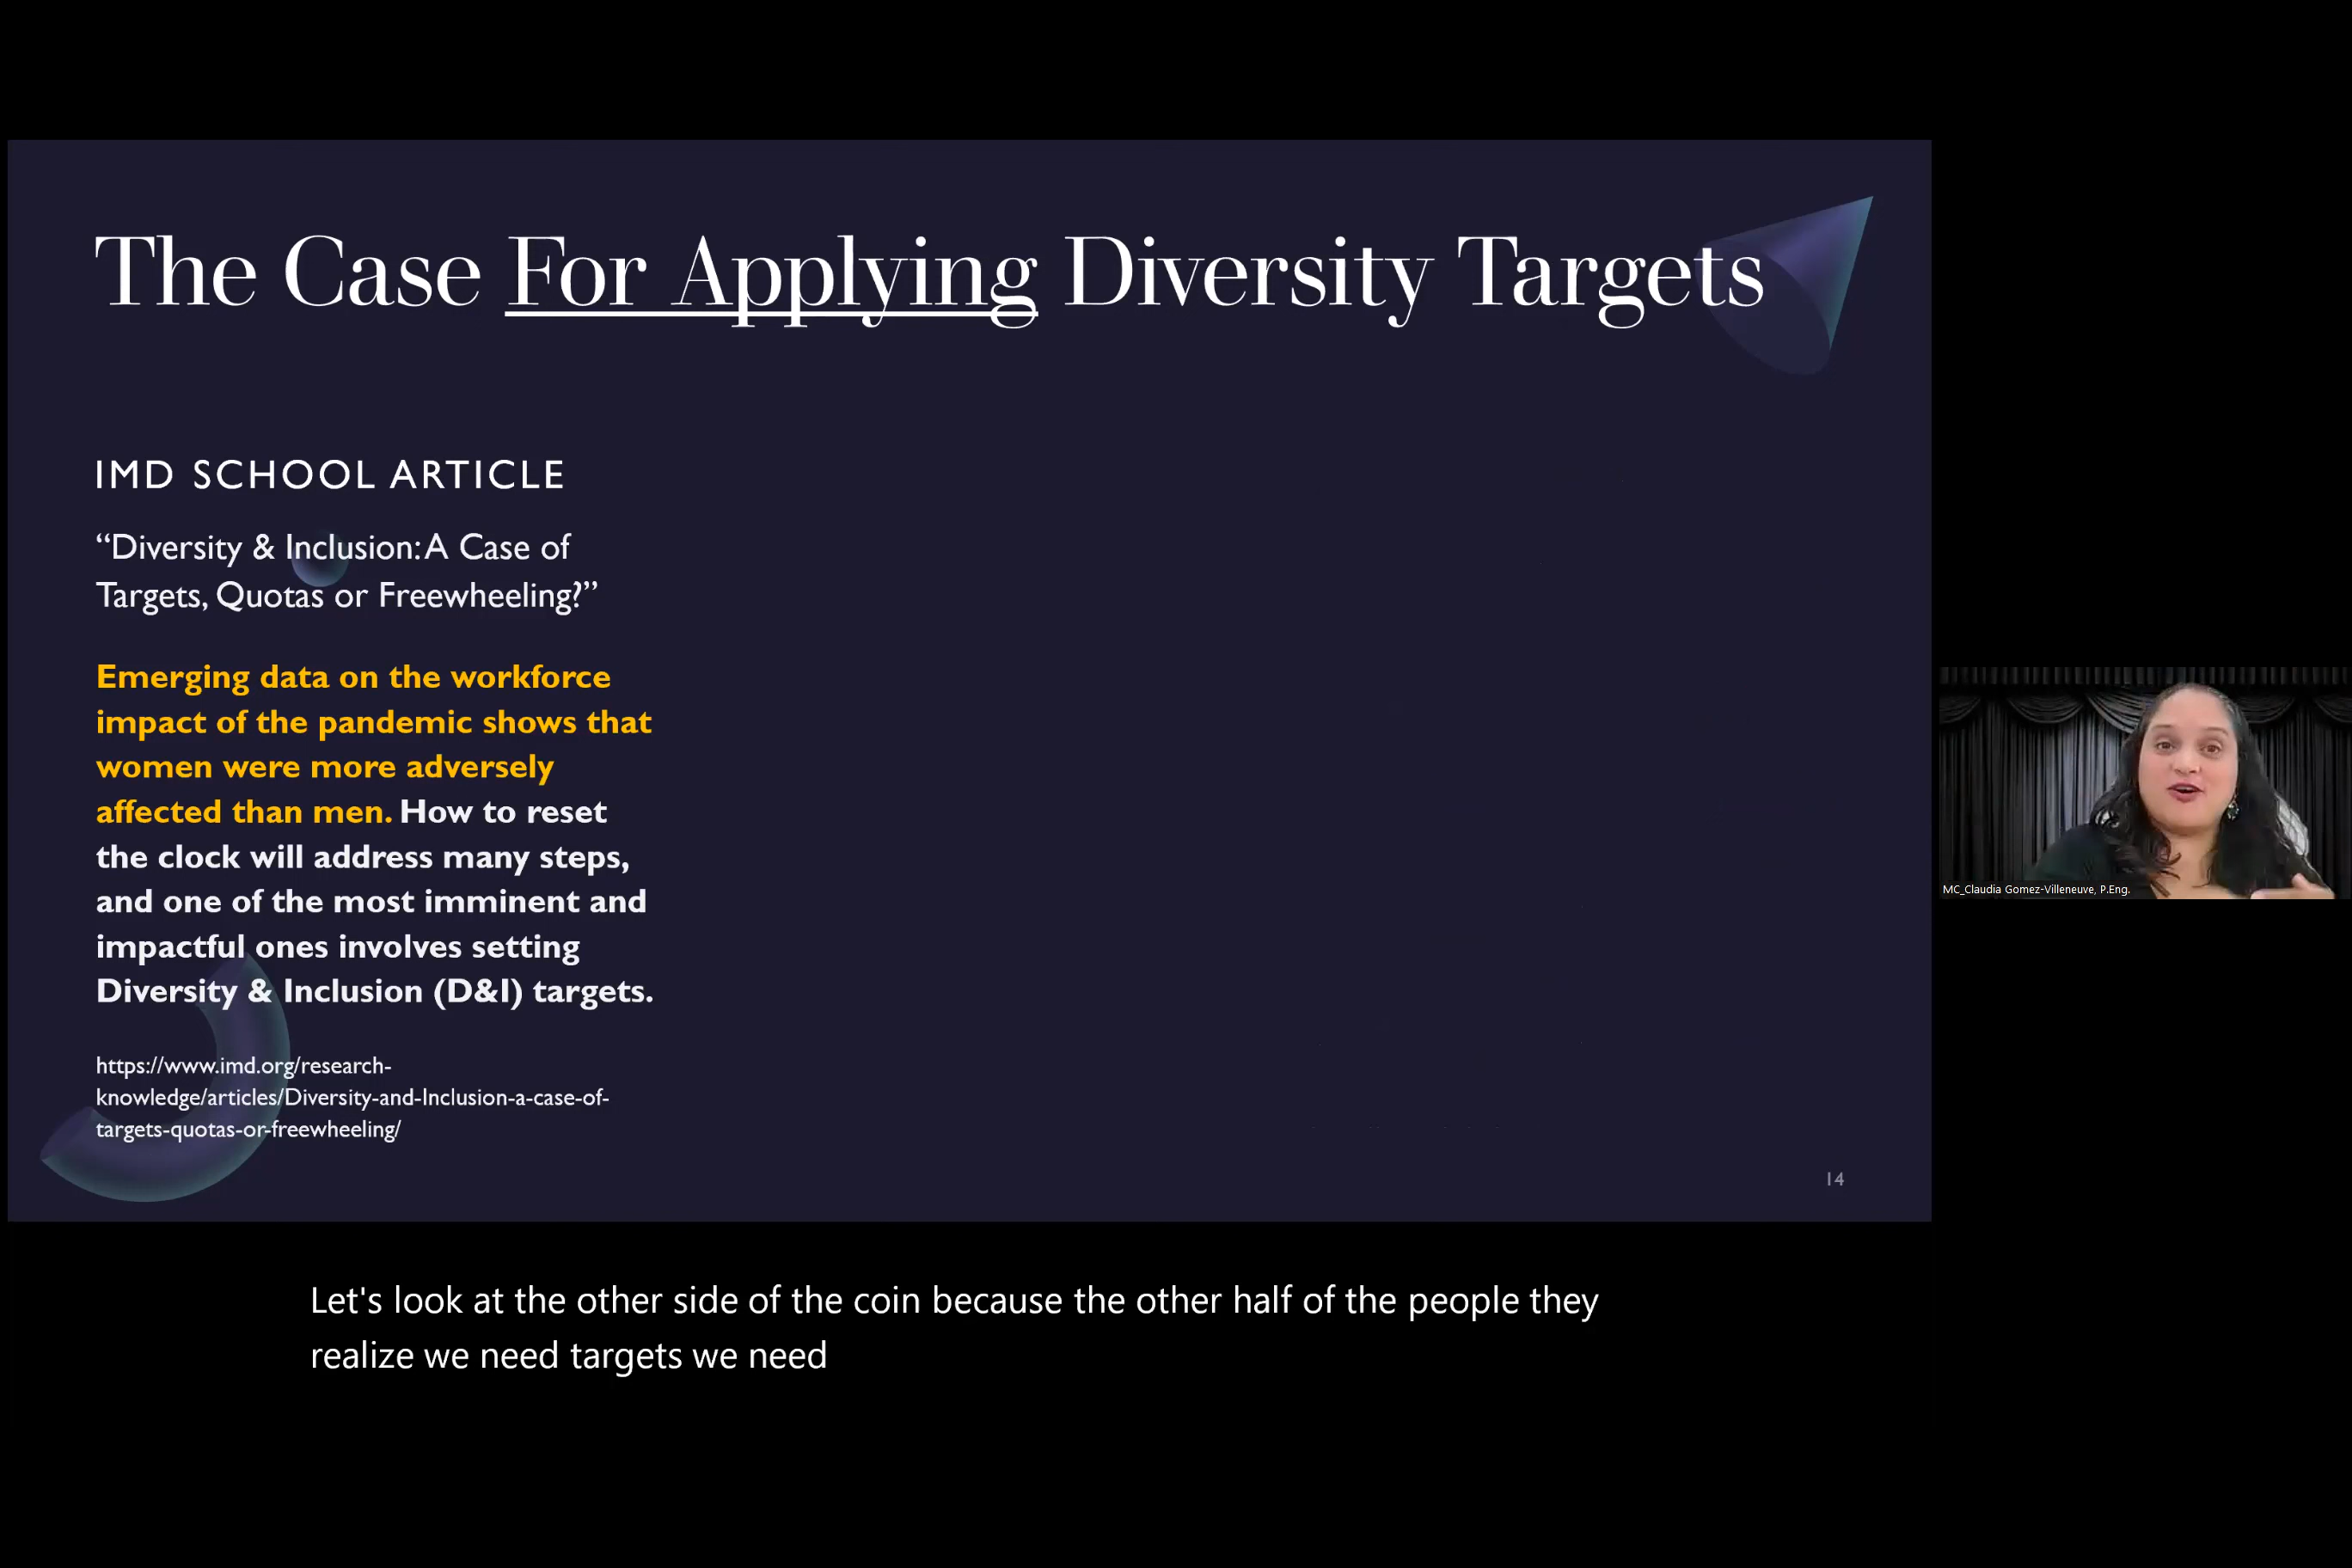 The Case For Applying Diversity Targets
IMD SCHOOL ARTICLE
“Diversity & Inclusion: A Case of
Targets, Quotas or Freewheeling?”
Emerging data on the workforce
impact of the pandemic shows that
women were more adversely
affected than men. How to reset
the clock will address many steps,
and one of the most imminent and
impactful ones involves setting
Diversity & Inclusion (D&I) targets.
https://www.imd.org/research-
knowledge/articles/Diversity-and-Inclusion-a-case-of-
targets-quotas-or-freewheeling/
14
MC_Claudia Gomez-Villeneuve, P.Eng.
Let's look at the other side of the coin because the other half of the people they
realize we need targets we need